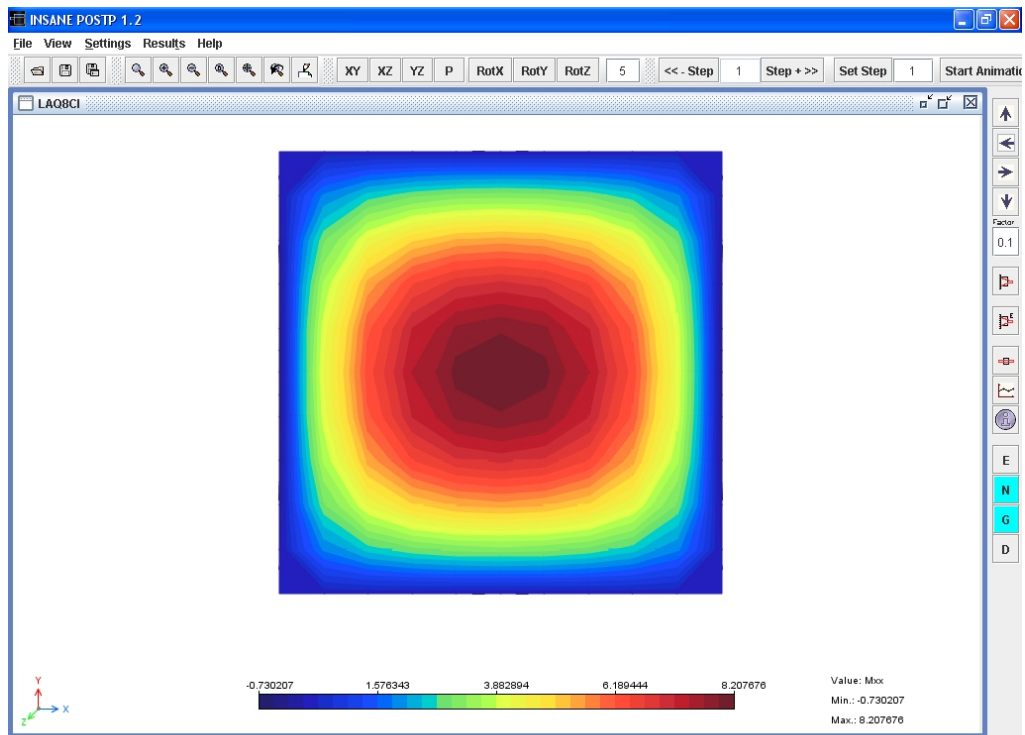 INSANE POSTP 1.2
File View Settings Results Help
XY XZ YZ P RotX RotY RotZ 5 << - Step 1 Step + >> Set Step 1 Start Animatic
LAQ8CI
Factor
0.1
E
E
N
G
D
Y
X
Z
-0.730207 1.576343 3.882894 6.189444 8.207676
Value: Mxx
Min.: -0.730207
Max.: 8.207676